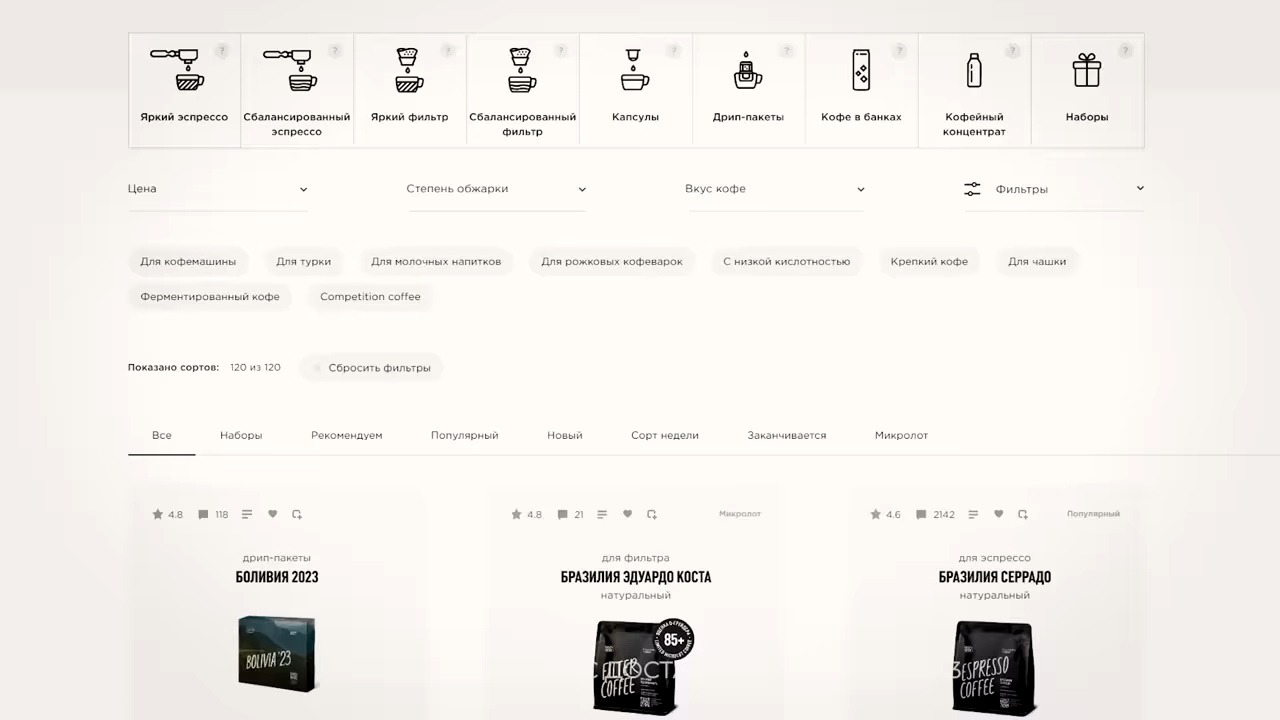 Яркий эспрессо
Сбалансированный эспрессо
Яркий фильтр
Сбалансированный фильтр
Капсулы
Дрип-пакеты
Кофе в банках
Кофейный концентрат
Наборы
Цена
Степень обжарки
Вкус кофе
Фильтры
Для кофемашины
Для турки
Для молочных напитков
Для рожковых кофеварок
С низкой кислотностью
Крепкий кофе
Для чашки
Ферментированный кофе
Competition coffee
Показано сортов: 120 из 120
Сбросить фильтры
Все
Наборы
Рекомендуем
Популярный
Новый
Сорт недели
Заканчивается
Микролот
4.8 118
4.8 21 Микролот
4.6 2142 Популярный
дрип-пакеты
БОЛИВИЯ 2023
для фильтра
БРАЗИЛИЯ ЭДУАРДО КОСТА
натуральный
для эспрессо
БРАЗИЛИЯ СЕРРАДО
натуральный
BOLIVIA'23
85+
COFFEE
ESPRESSO
COFFEE